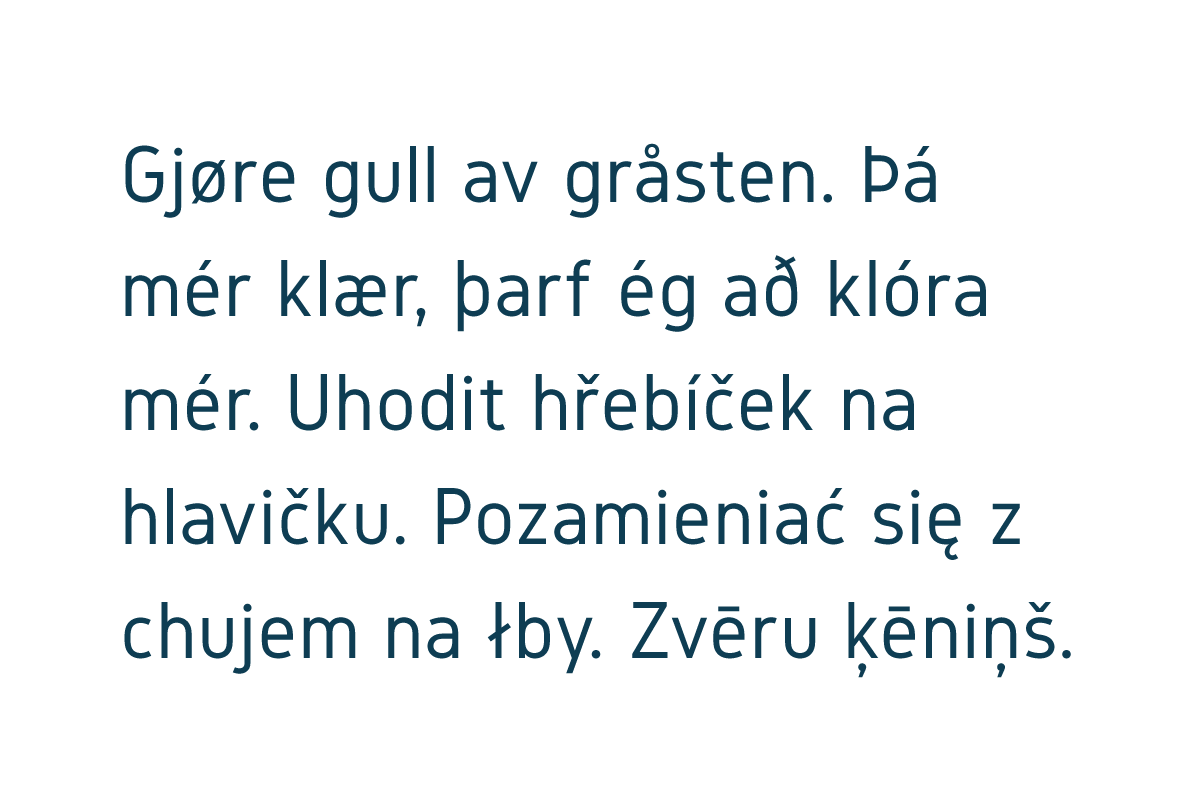 Gjøre gull av gråsten. Þá
mér klær, þarf ég að klóra
mér. Uhodit hřebíček na
hlavičku. Pozamieniać się z
chujem na łby. Zvēru ķēniņš.